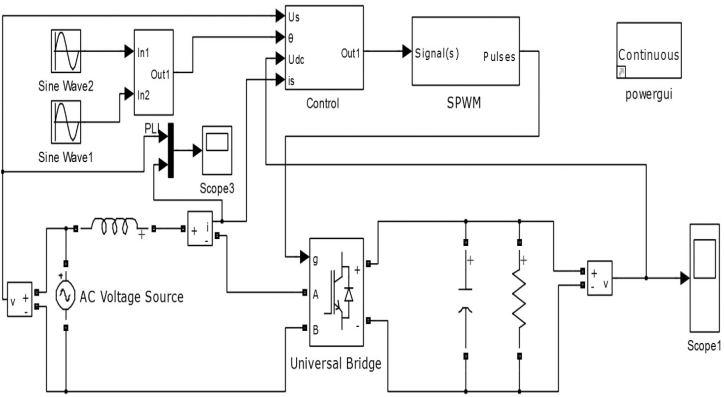 Us
θ
Udc
is
Out1
Control
Signal(s)
Pulses
SPWM
Continuous
powergui
In1
In2
Out1
Sine Wave2
Sine Wave1
PLL
Scope3
+
i
-
+
v
+
-
+
AC Voltage Source
g
A
B
+
-
Universal Bridge
+
+
+
-
v
Scope1